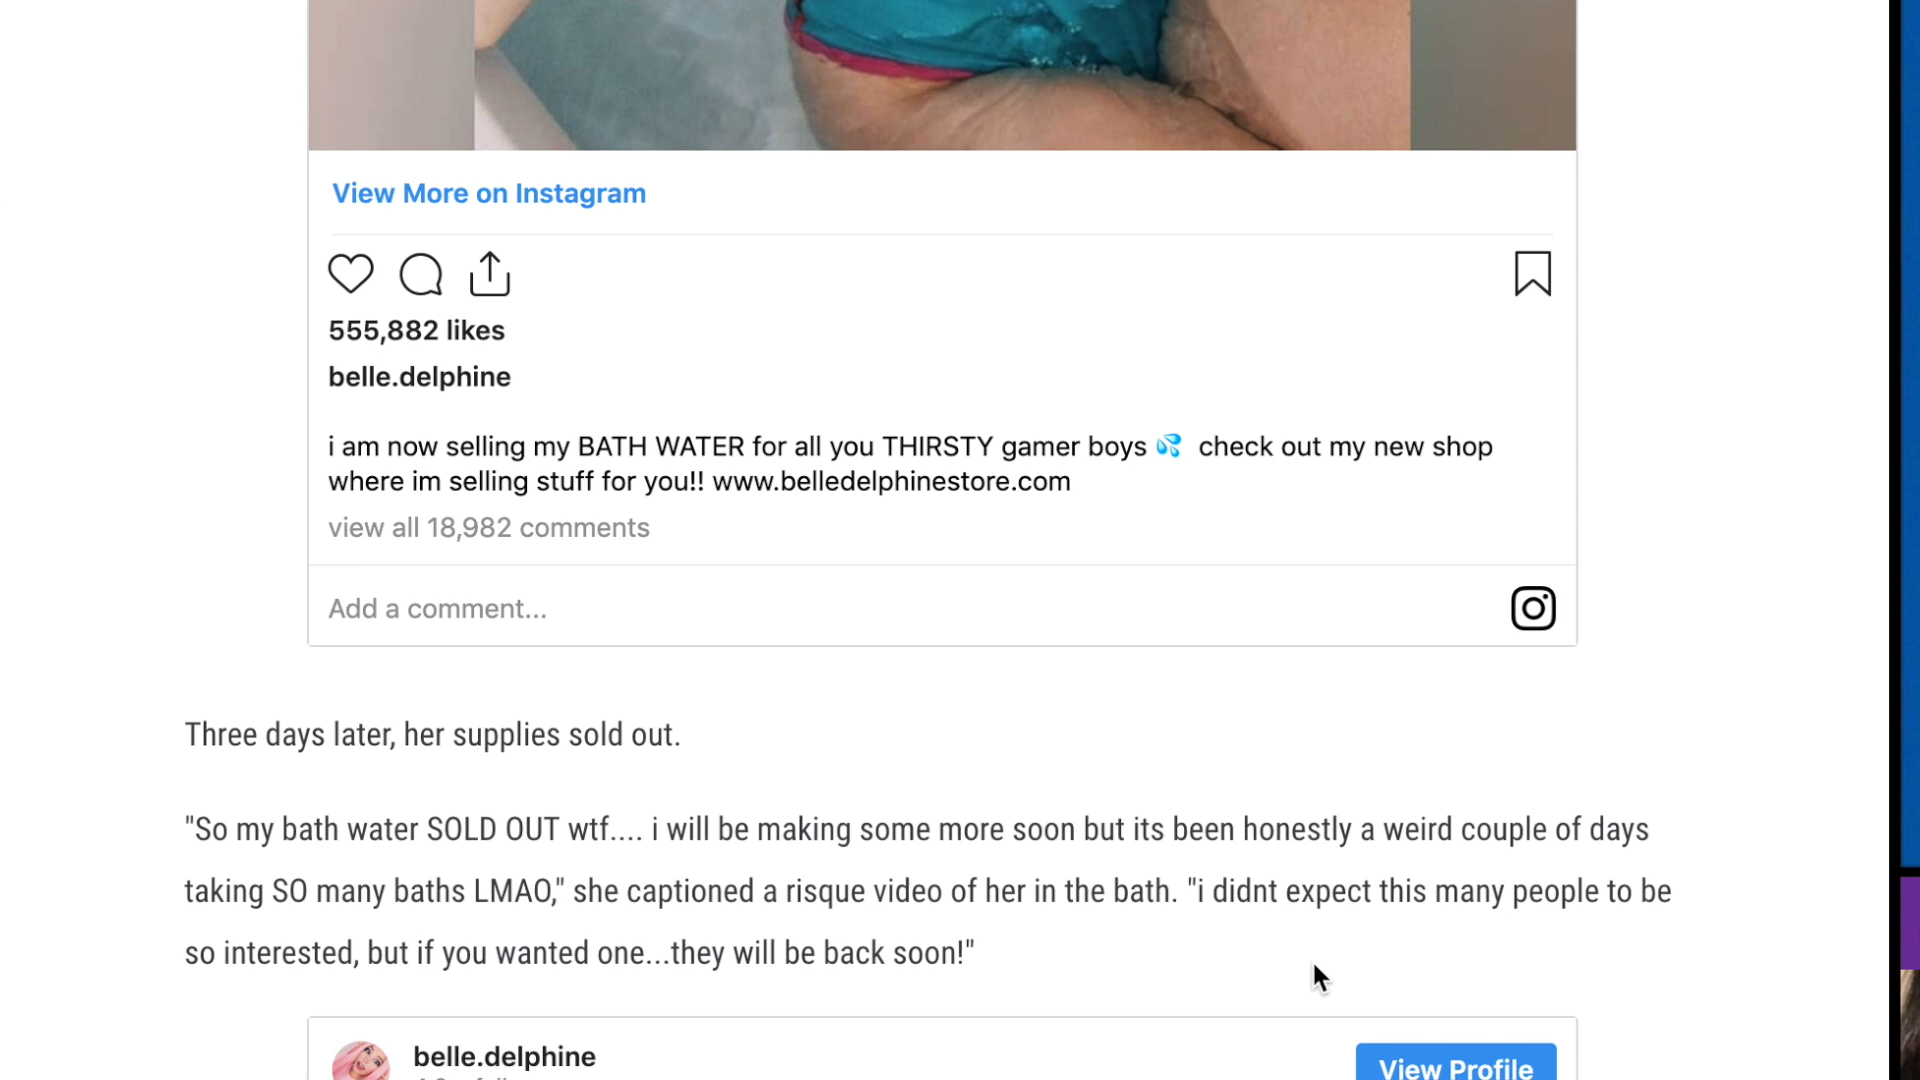 View More on Instagram
555,882 likes
belle.delphine
i am now selling my BATH WATER for all you THIRSTY gamer boys 💦 check out my new shop
where im selling stuff for you!! www.belledelphinestore.com
view all 18,982 comments
Add a comment...
Three days later, her supplies sold out.
"So my bath water SOLD OUT wtf.... i will be making some more soon but its been honestly a weird couple of days
taking SO many baths LMAO," she captioned a risque video of her in the bath. "i didnt expect this many people to be
so interested, but if you wanted one...they will be back soon!"
belle.delphine
View Profile